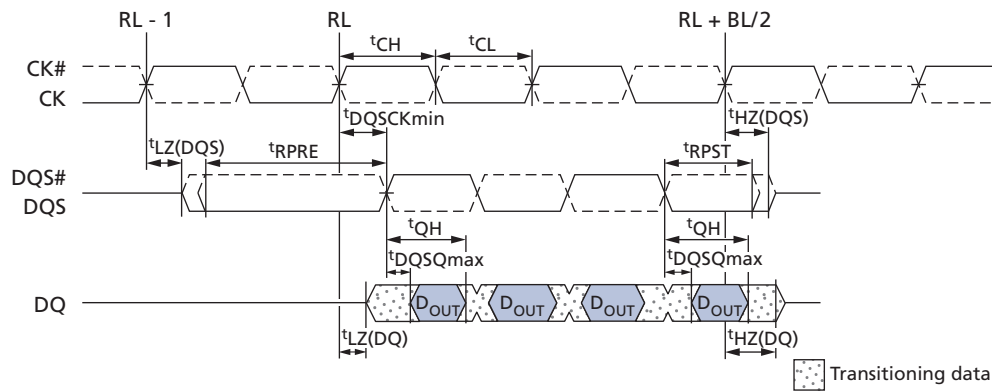 RL - 1
RL
RL + BL/2
tCH
tCL
CK#
CK
tDQSCKmin
tHZ(DQS)
tLZ(DQS)
tRPRE
tRPST
DQS#
DQS
tQH
tQH
tDQSQmax
tDQSQmax
DQ
DOUT
DOUT
DOUT
DOUT
tLZ(DQ)
tHZ(DQ)
Transitioning data